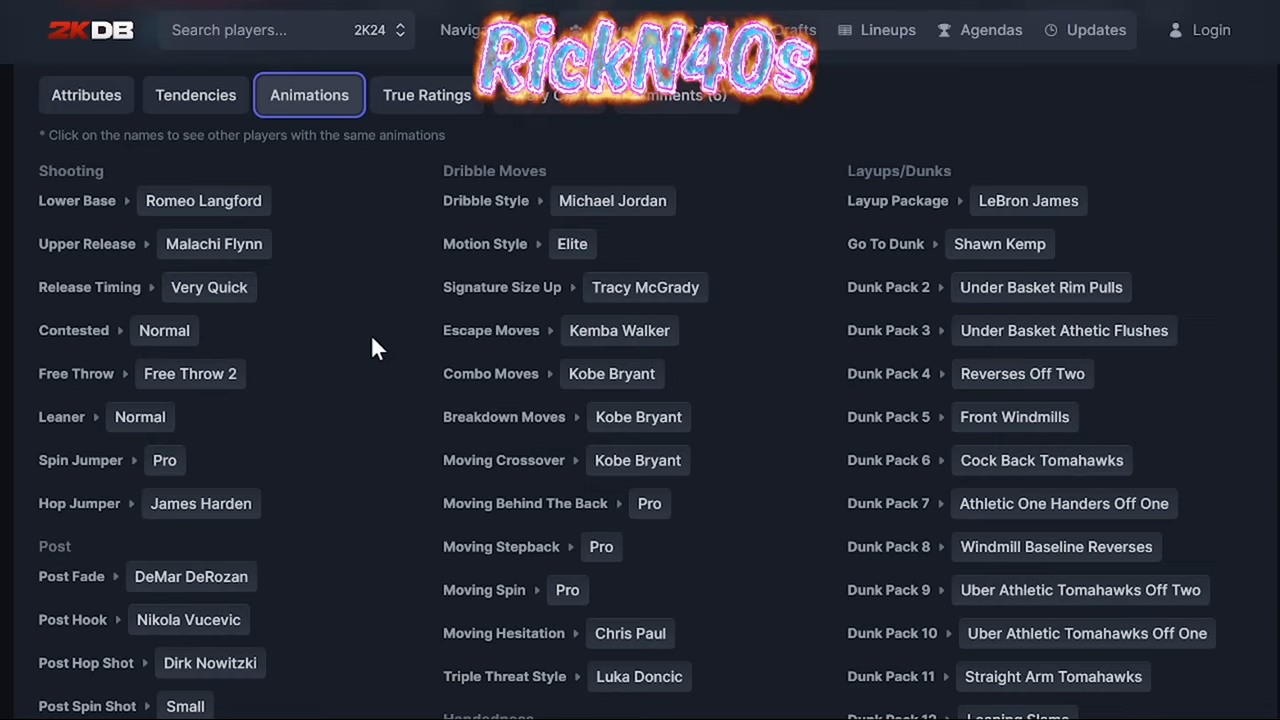 2KDB
Search players...
2K24
Lineups
Agendas
Updates
Login
RickN40s
Attributes
Tendencies
Animations
True Ratings
* Click on the names to see other players with the same animations
Shooting
Lower Base Romeo Langford
Upper Release Malachi Flynn
Release Timing Very Quick
Contested Normal
Free Throw Free Throw 2
Leaner Normal
Spin Jumper Pro
Hop Jumper James Harden
Post
Post Fade DeMar DeRozan
Post Hook Nikola Vucevic
Post Hop Shot Dirk Nowitzki
Post Spin Shot Small
Dribble Moves
Dribble Style Michael Jordan
Motion Style Elite
Signature Size Up Tracy McGrady
Escape Moves Kemba Walker
Combo Moves Kobe Bryant
Breakdown Moves Kobe Bryant
Moving Crossover Kobe Bryant
Moving Behind The Back Pro
Moving Stepback Pro
Moving Spin Pro
Moving Hesitation Chris Paul
Triple Threat Style Luka Doncic
Layups/Dunks
Layup Package LeBron James
Go To Dunk Shawn Kemp
Dunk Pack 2 Under Basket Rim Pulls
Dunk Pack 3 Under Basket Athetic Flushes
Dunk Pack 4 Reverses Off Two
Dunk Pack 5 Front Windmills
Dunk Pack 6 Cock Back Tomahawks
Dunk Pack 7 Athletic One Handers Off One
Dunk Pack 8 Windmill Baseline Reverses
Dunk Pack 9 Uber Athletic Tomahawks Off Two
Dunk Pack 10 Uber Athletic Tomahawks Off One
Dunk Pack 11 Straight Arm Tomahawks